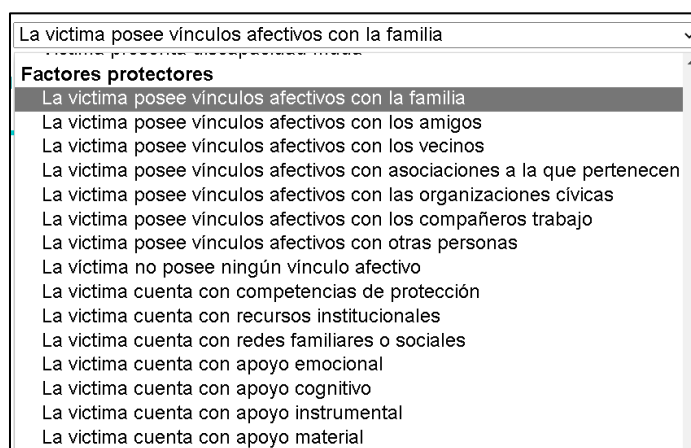 La victima posee vínculos afectivos con la familia
Factores protectores
La victima posee vínculos afectivos con la familia
La victima posee vínculos afectivos con los amigos
La victima posee vínculos afectivos con los vecinos
La victima posee vínculos afectivos con asociaciones a la que pertenecen
La victima posee vínculos afectivos con las organizaciones cívicas
La victima posee vínculos afectivos con los compañeros trabajo
La victima posee vínculos afectivos con otras personas
La víctima no posee ningún vínculo afectivo
La victima cuenta con competencias de protección
La victima cuenta con recursos institucionales
La victima cuenta con redes familiares o sociales
La victima cuenta con apoyo emocional
La victima cuenta con apoyo cognitivo
La victima cuenta con apoyo instrumental
La victima cuenta con apoyo material